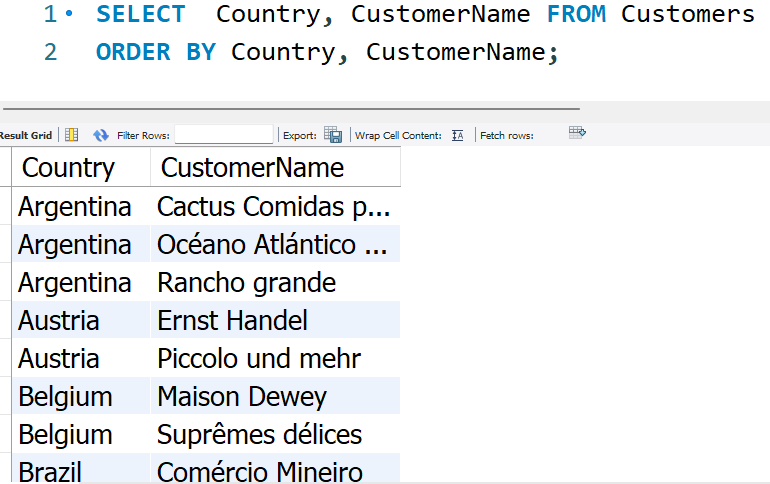 1 SELECT  Country, CustomerName FROM Customers
2 ORDER BY Country, CustomerName;
Result Grid Filter Rows: Export: Wrap Cell Content: IA Fetch rows:
Country CustomerName
Argentina Cactus Comidas p...
Argentina Océano Atlántico ...
Argentina Rancho grande
Austria Ernst Handel
Austria Piccolo und mehr
Belgium Maison Dewey
Belgium Suprêmes délices
Brazil Comércio Mineiro